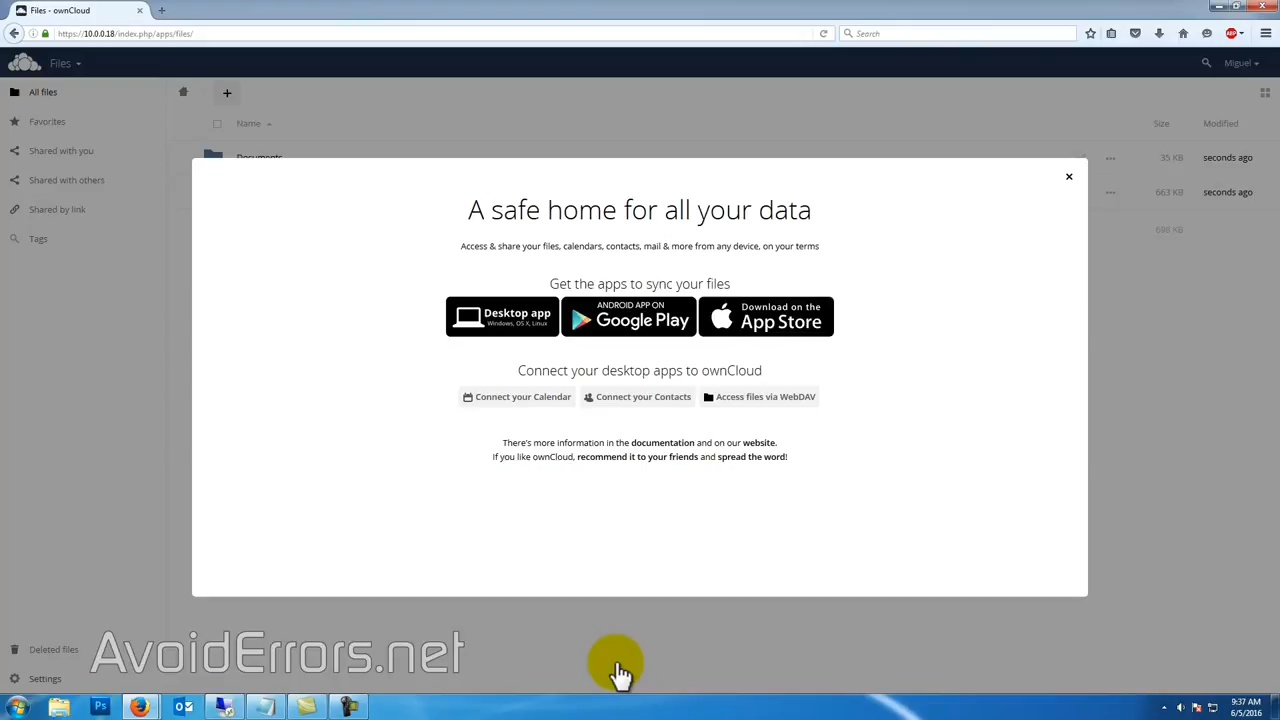 Files - ownCloud
https://10.0.0.18/index.php/apps/files/
Search
ABP
Files
Miguel
All files
Favorites
Shared with you
Shared with others
Shared by link
Tags
Name
Size
Modified
Documents
35 KB
seconds ago
663 KB
seconds ago
698 KB
A safe home for all your data
Access & share your files, calendars, contacts, mail & more from any device, on your terms
Get the apps to sync your files
Desktop app
Windows, OS X, Linux
ANDROID APP ON
Google Play
Download on the
App Store
Connect your desktop apps to ownCloud
Connect your Calendar
Connect your Contacts
Access files via WebDAV
There's more information in the documentation and on our website.
If you like ownCloud, recommend it to your friends and spread the word!
Deleted files
Settings
AvoidErrors.net
Ps
9:37 AM
6/5/2016